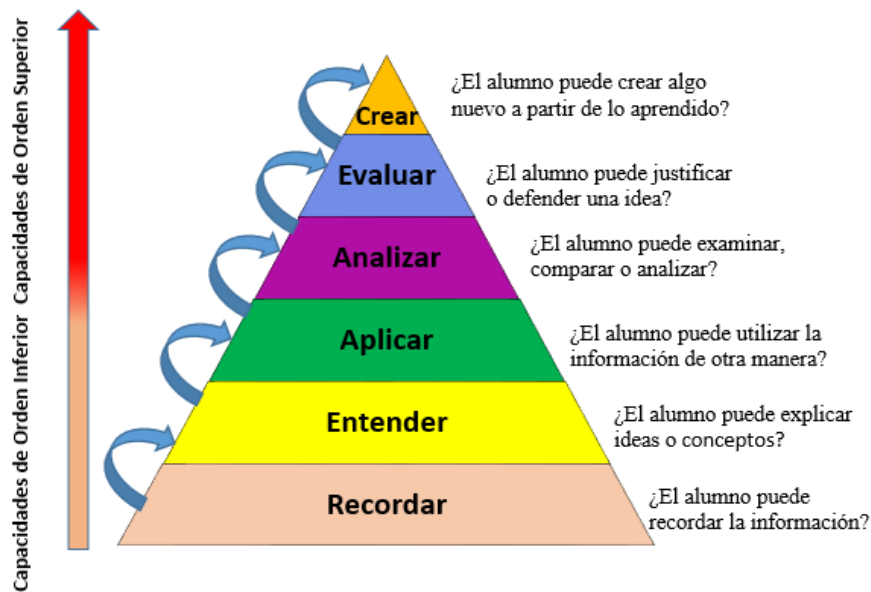 Capacidades de Orden Superior
Capacidades de Orden Inferior
Crear
¿El alumno puede crear algo
nuevo a partir de lo aprendido?
Evaluar
¿El alumno puede justificar
o defender una idea?
Analizar
¿El alumno puede examinar,
comparar o analizar?
Aplicar
¿El alumno puede utilizar la
información de otra manera?
Entender
¿El alumno puede explicar
ideas o conceptos?
Recordar
¿El alumno puede
recordar la información?